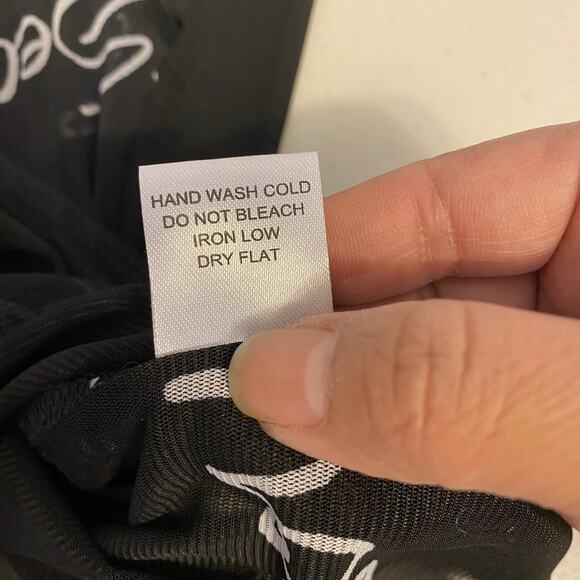 HAND WASH COLD
DO NOT BLEACH
IRON LOW
DRY FLAT